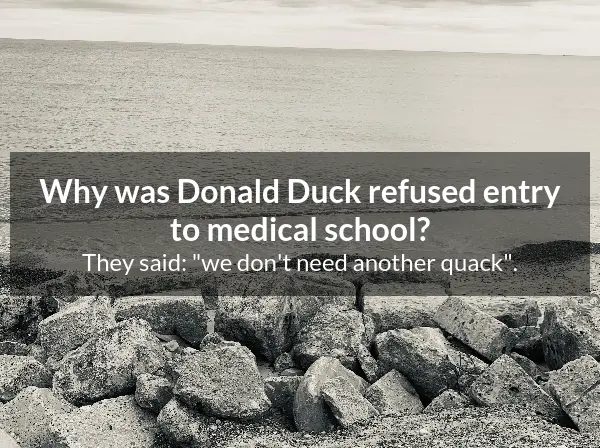 Why was Donald Duck refused entry
to medical school?
They said: "we don't need another quack".